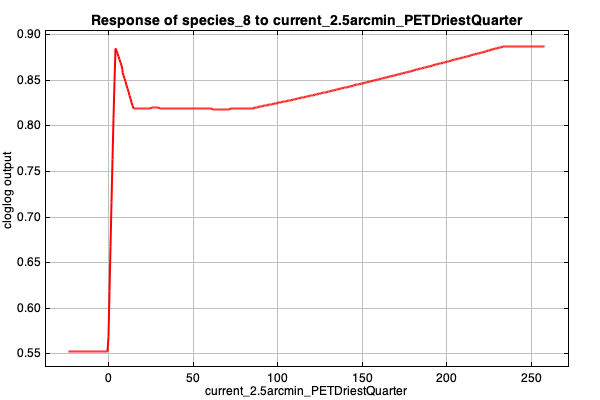 Response of species_8 to current_2.5arcmin_PETDriestQuarter
0.90
0.85
0.80
0.75
0.70
0.65
0.60
0.55
cloglog output
0 50 100 150 200 250
current_2.5arcmin_PETDriestQuarter